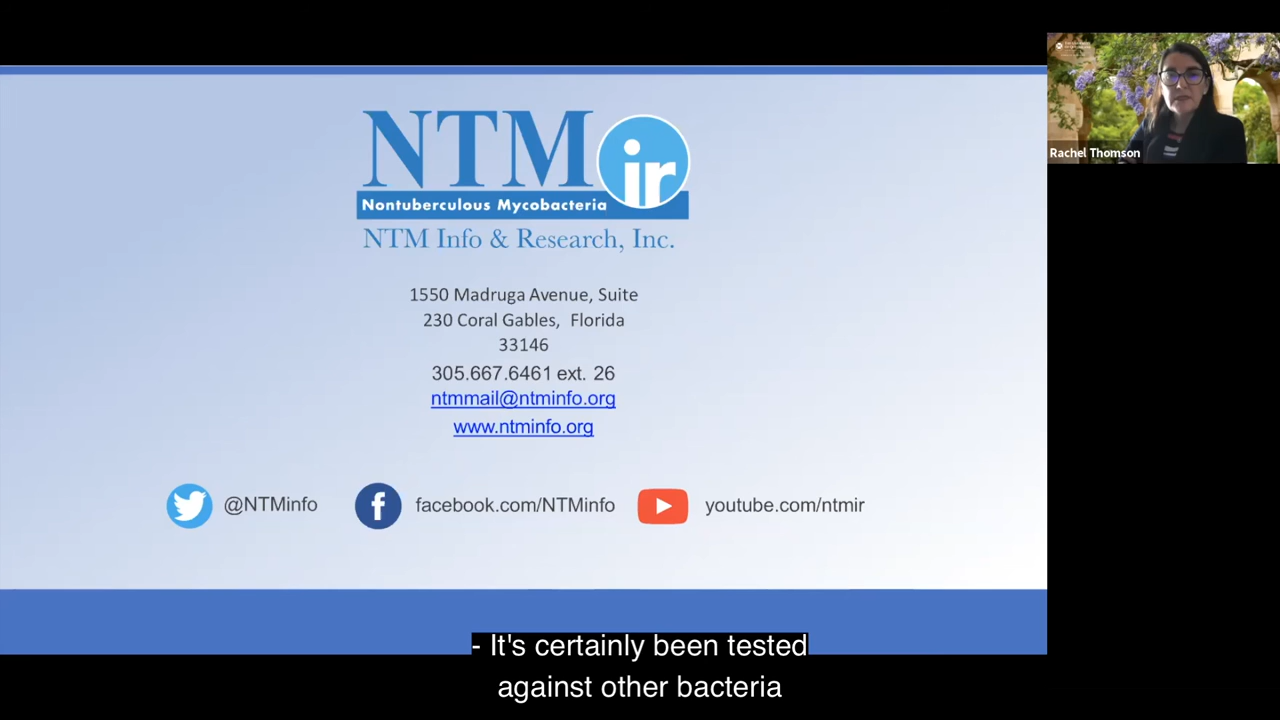 NTM ir
Nontuberculous Mycobacteria
NTM Info & Research, Inc.
1550 Madruga Avenue, Suite
230 Coral Gables, Florida
33146
305.667.6461 ext. 26
ntmmail@ntminfo.org
www.ntminfo.org
@NTMinfo
facebook.com/NTMinfo
youtube.com/ntmir
Rachel Thomson
- It's certainly been tested
against other bacteria